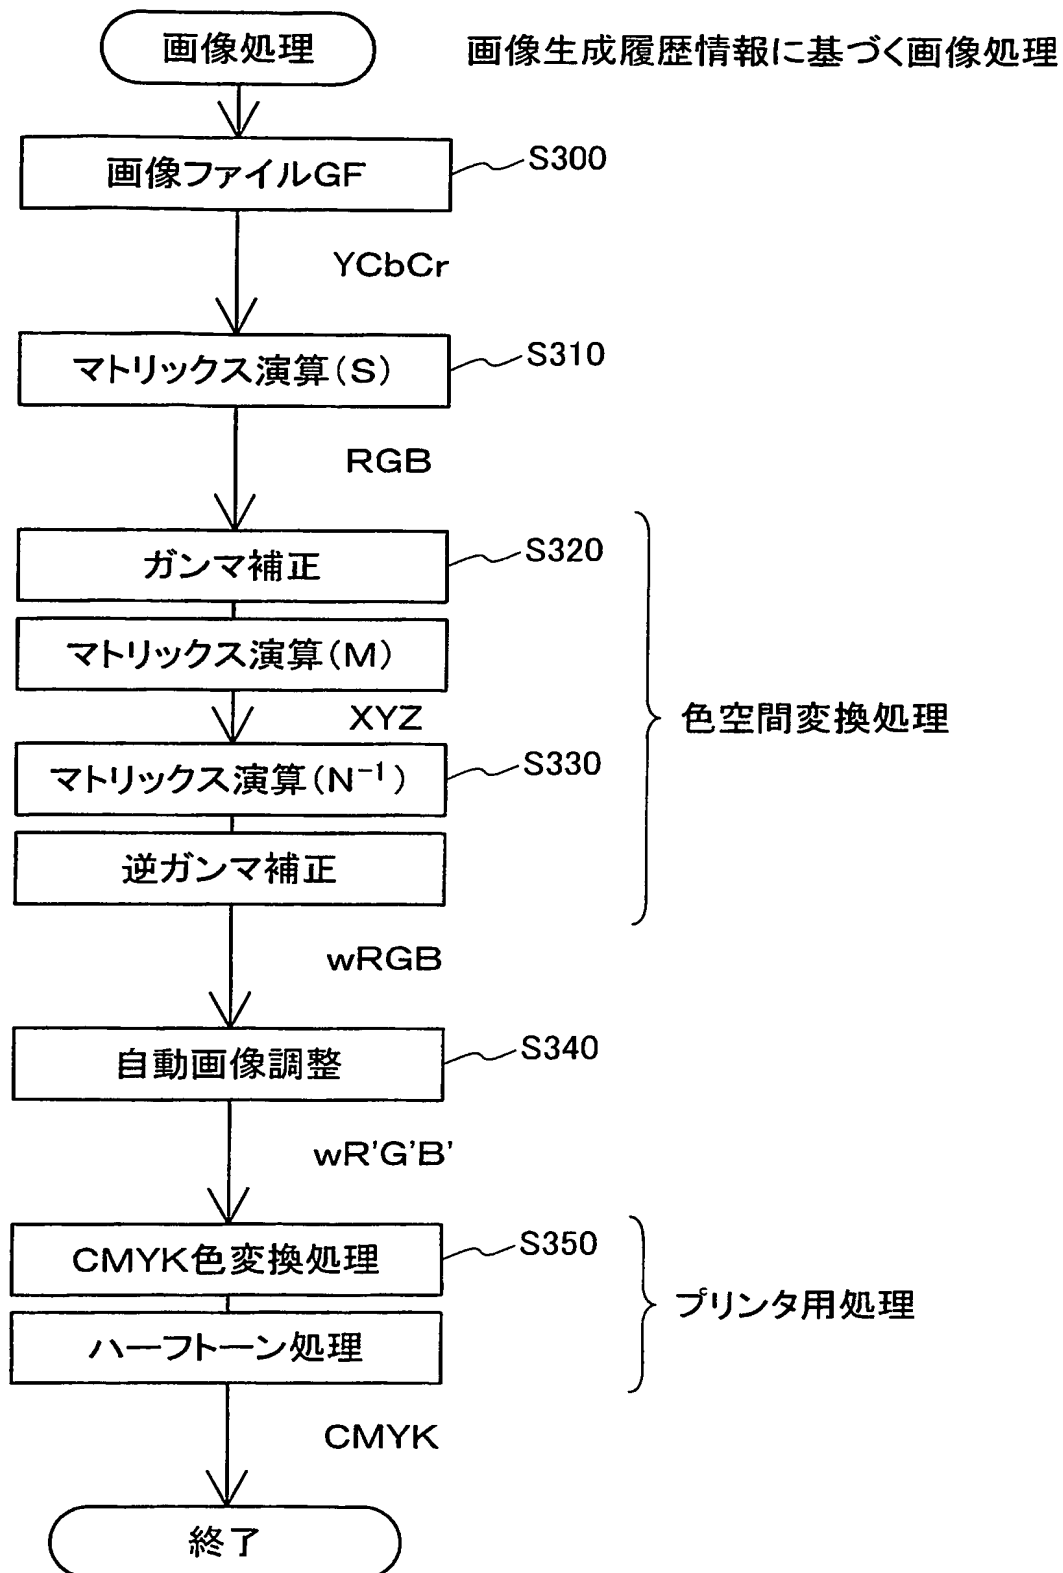 画像処理
画像生成履歴情報に基づく画像処理
画像ファイルGF
S300
YCbCr
マトリックス演算(S)
S310
RGB
ガンマ補正
S320
マトリックス演算(M)
XYZ
色空間変換処理
マトリックス演算(N⁻¹)
S330
逆ガンマ補正
wRGB
自動画像調整
S340
wR'G'B'
CMYK色変換処理
S350
プリンタ用処理
ハーフトーン処理
CMYK
終了